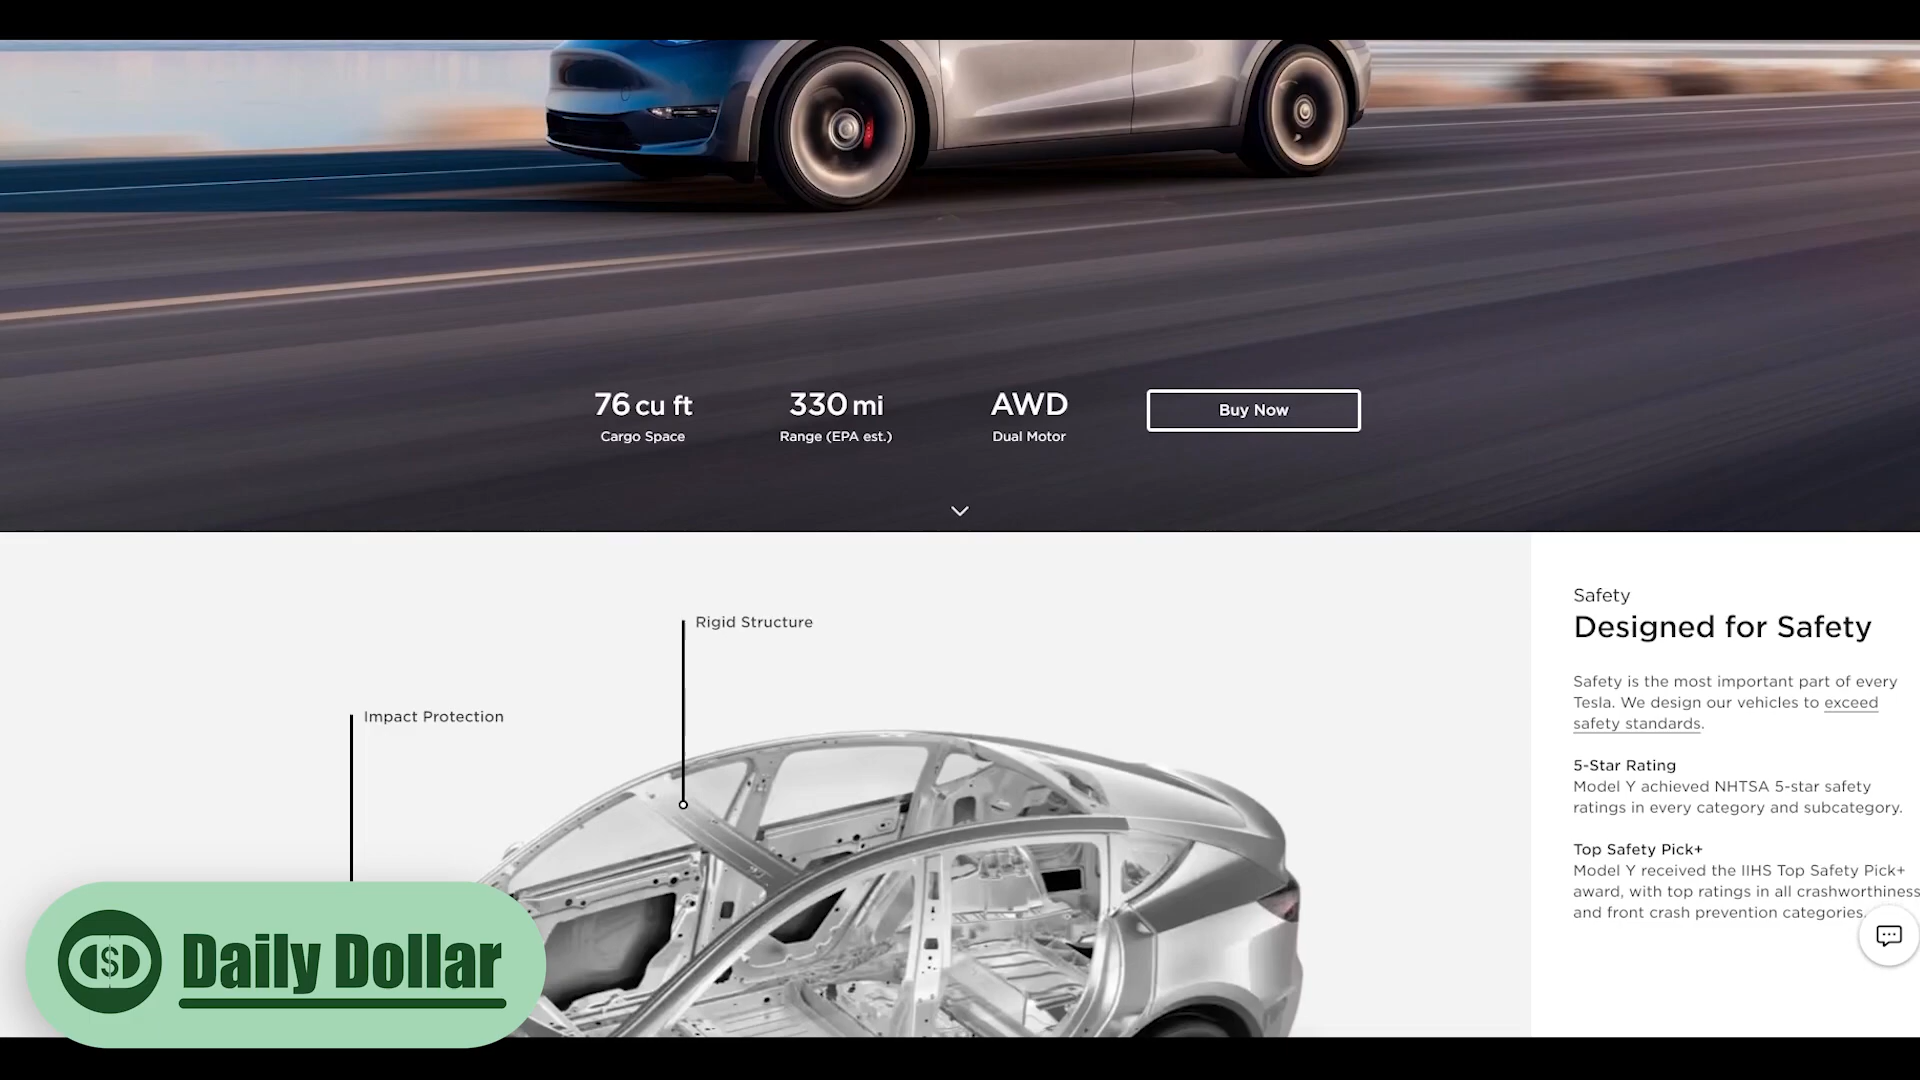 76 cu ft
Cargo Space
330 mi
Range (EPA est.)
AWD
Dual Motor
Buy Now
Rigid Structure
Impact Protection
Safety
Designed for Safety
Safety is the most important part of every
Tesla. We design our vehicles to exceed
safety standards.
5-Star Rating
Model Y achieved NHTSA 5-star safety
ratings in every category and subcategory.
Top Safety Pick+
Model Y received the IIHS Top Safety Pick+
award, with top ratings in all crashworthiness
and front crash prevention categories.
Daily Dollar